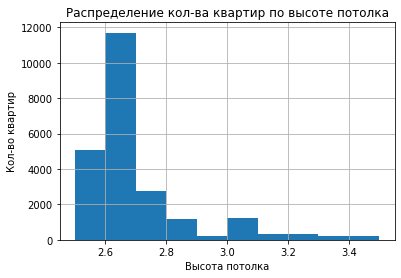 Распределение кол-ва квартир по высоте потолка
12000
10000
8000
6000
4000
2000
0
Кол-во квартир
2.6 2.8 3.0 3.2 3.4
Высота потолка